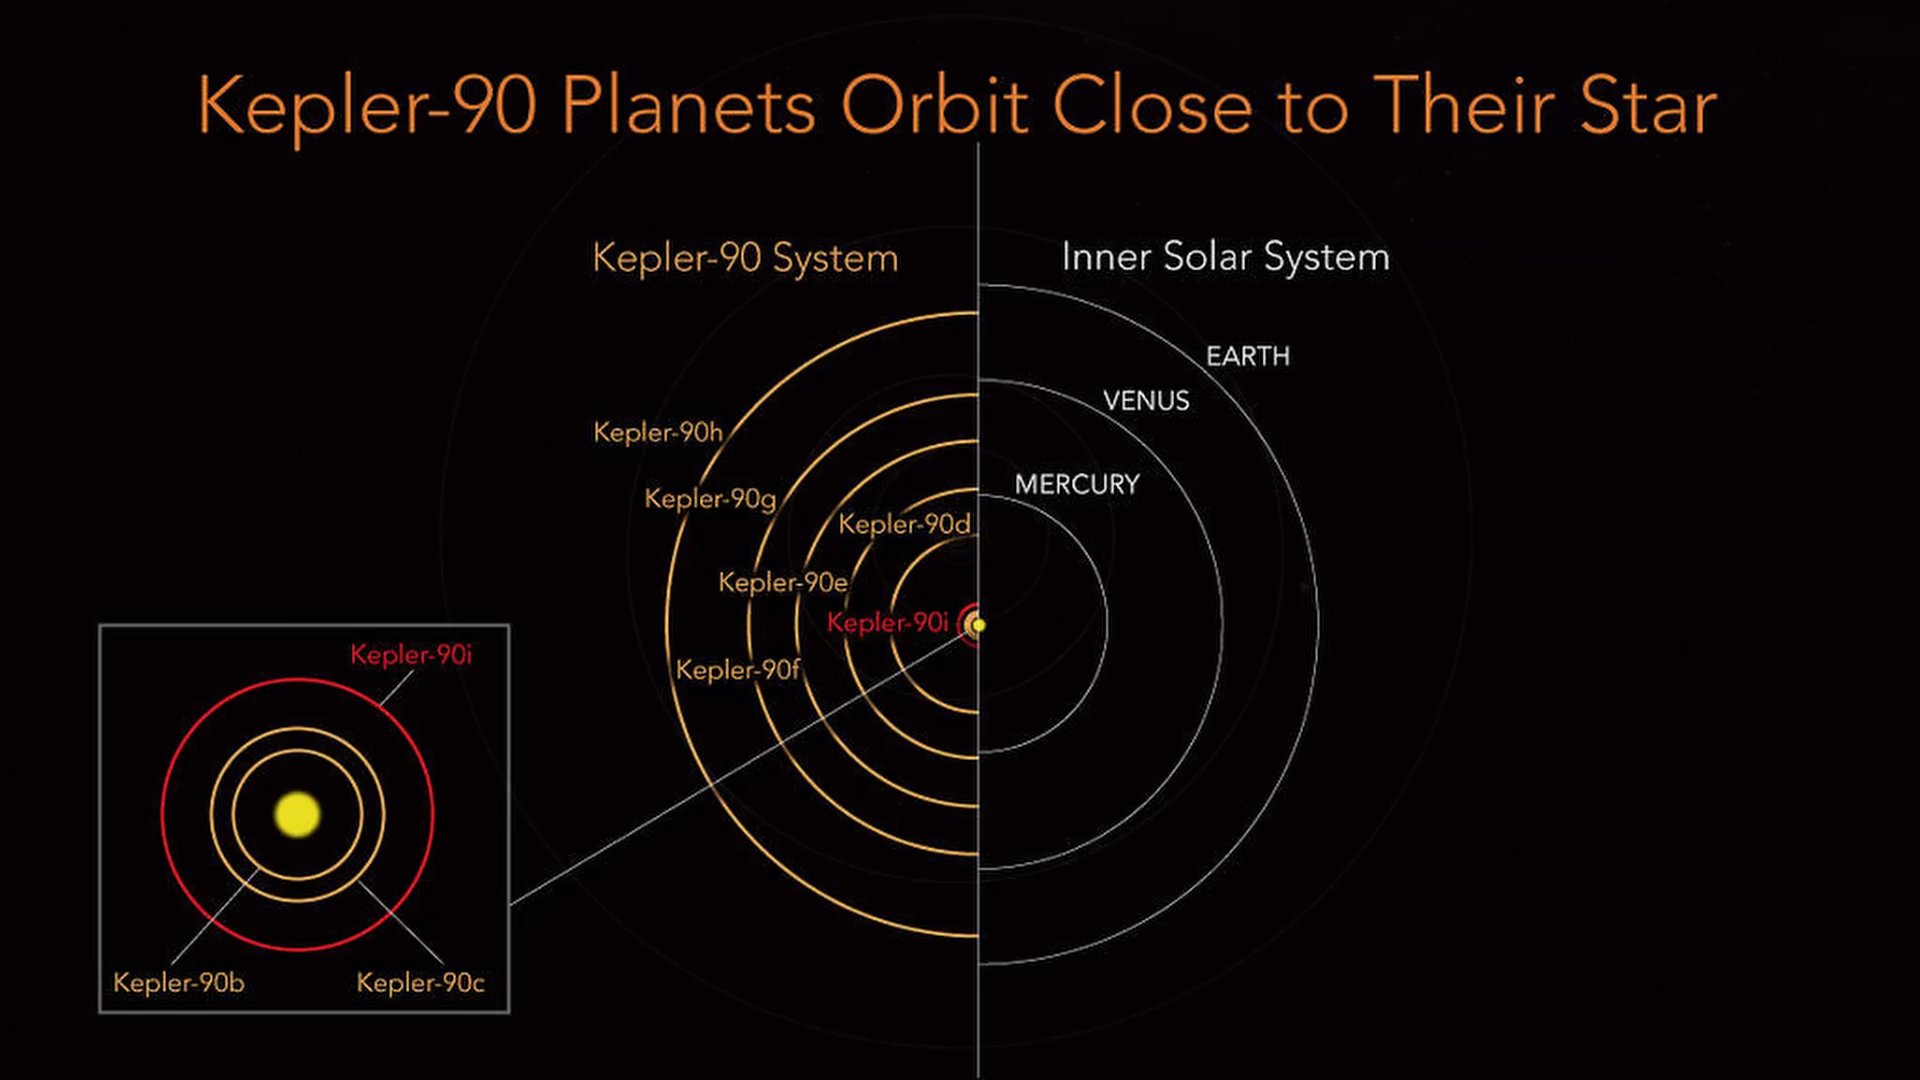 Kepler-90 Planets Orbit Close to Their Star
Kepler-90 System
Inner Solar System
EARTH
VENUS
MERCURY
Kepler-90h
Kepler-90g
Kepler-90d
Kepler-90e
Kepler-90i
Kepler-90f
Kepler-90i
Kepler-90b
Kepler-90c